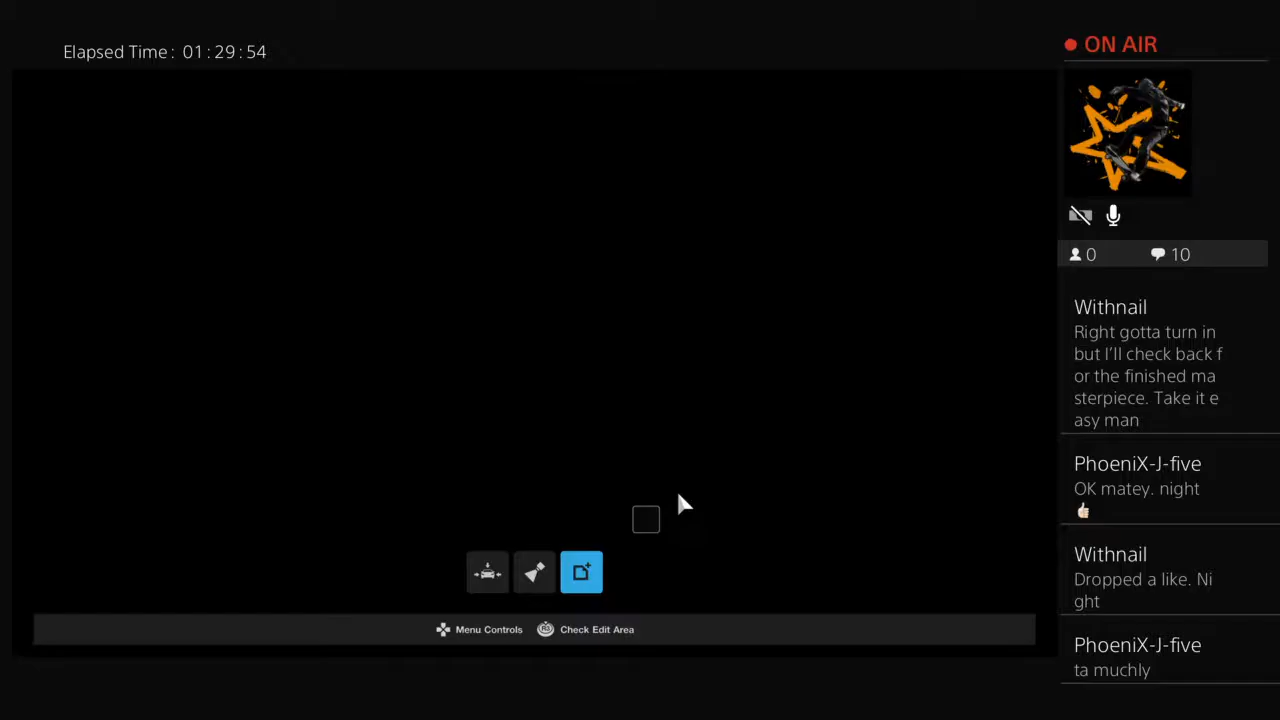 Elapsed Time: 01:29:54
ON AIR
0 10
Withnail
Right gotta turn in
but I'll check back f
or the finished ma
sterpiece. Take it e
asy man
PhoeniX-J-five
OK matey. night
👍🏻
Withnail
Dropped a like. Ni
ght
PhoeniX-J-five
ta muchly
Menu Controls R3 Check Edit Area